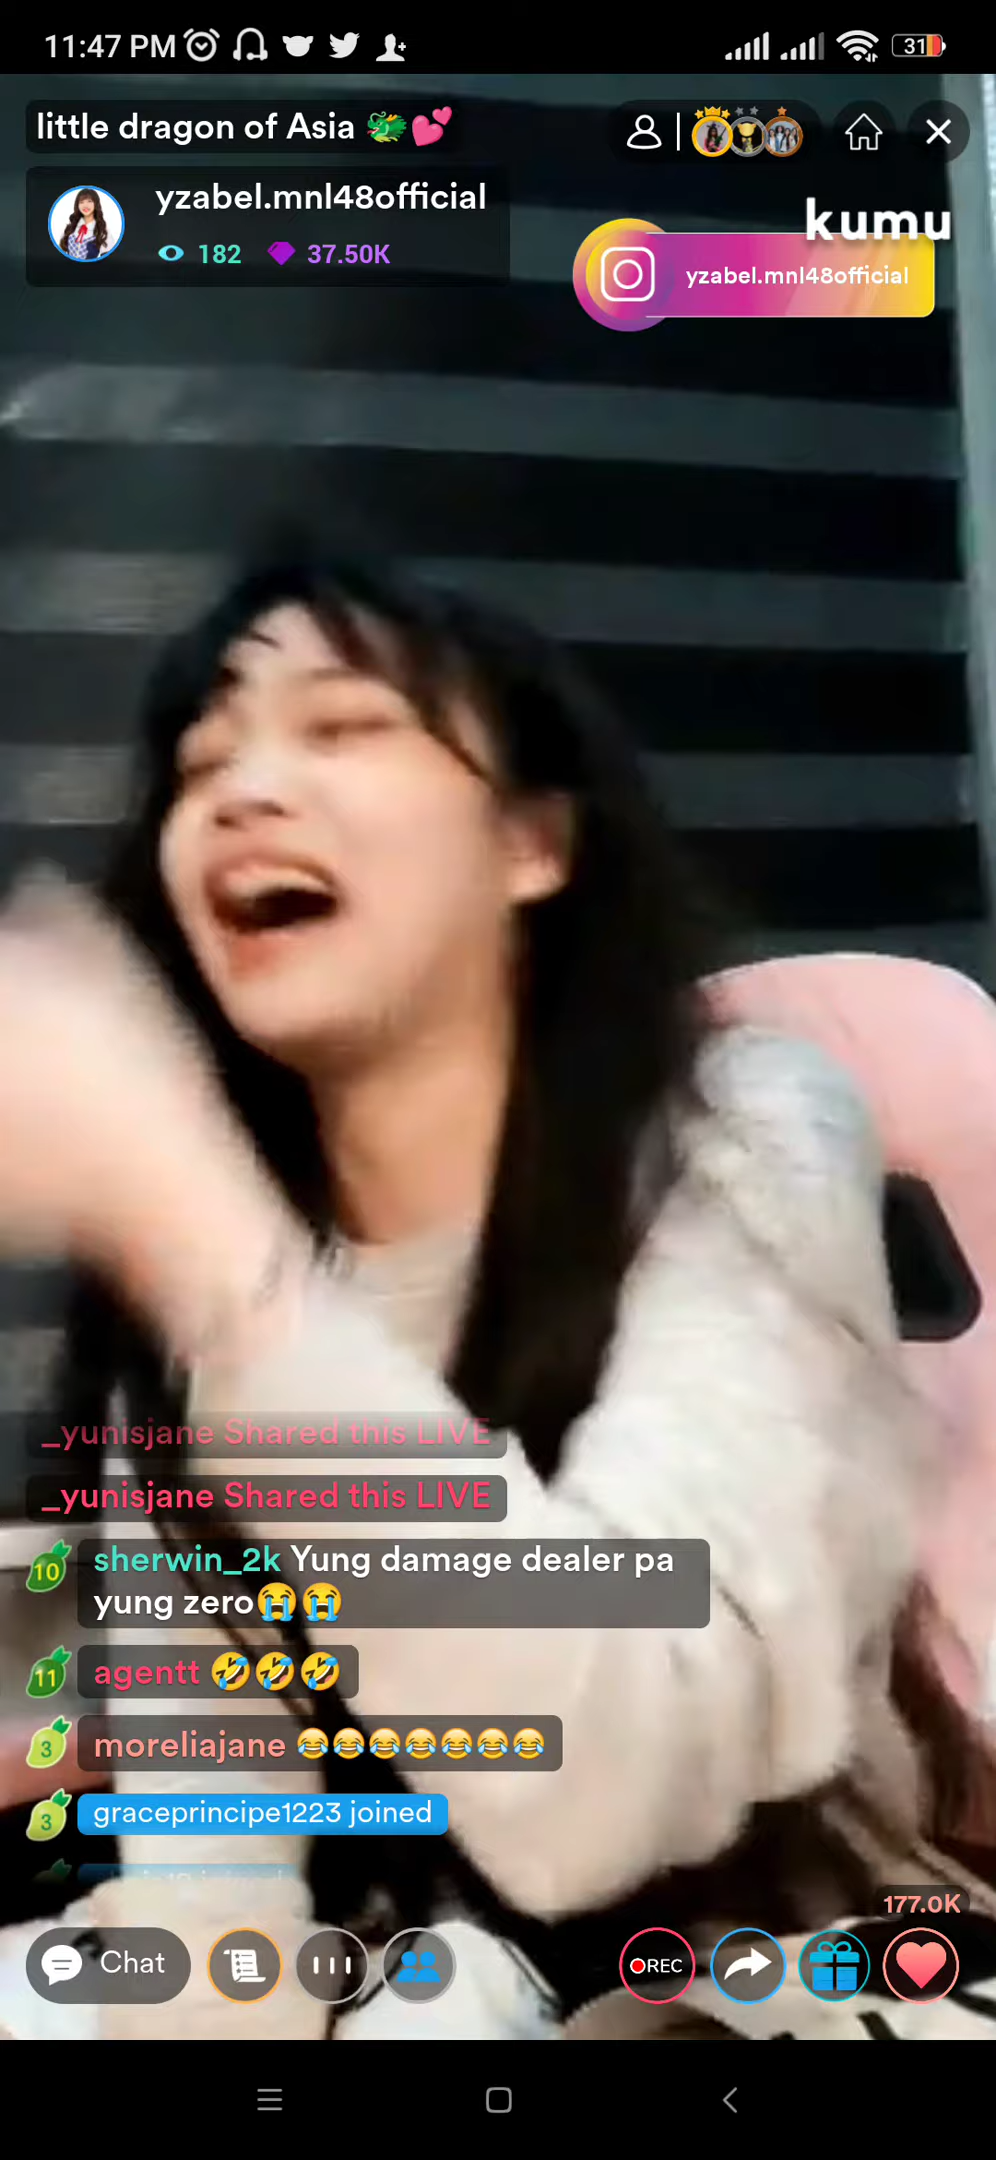 11:47 PM
31
little dragon of Asia 🐉💕
yzabel.mnl48official
182 37.50K
kumu
yzabel.mnl48official
_yunisjane Shared this LIVE
_yunisjane Shared this LIVE
10 sherwin_2k Yung damage dealer pa
yung zero😭😭
11 agentt 🤣🤣🤣
3 moreliajane 😂😂😂😂😂😂😂
3 graceprincipe1223 joined
177.0K
Chat
REC